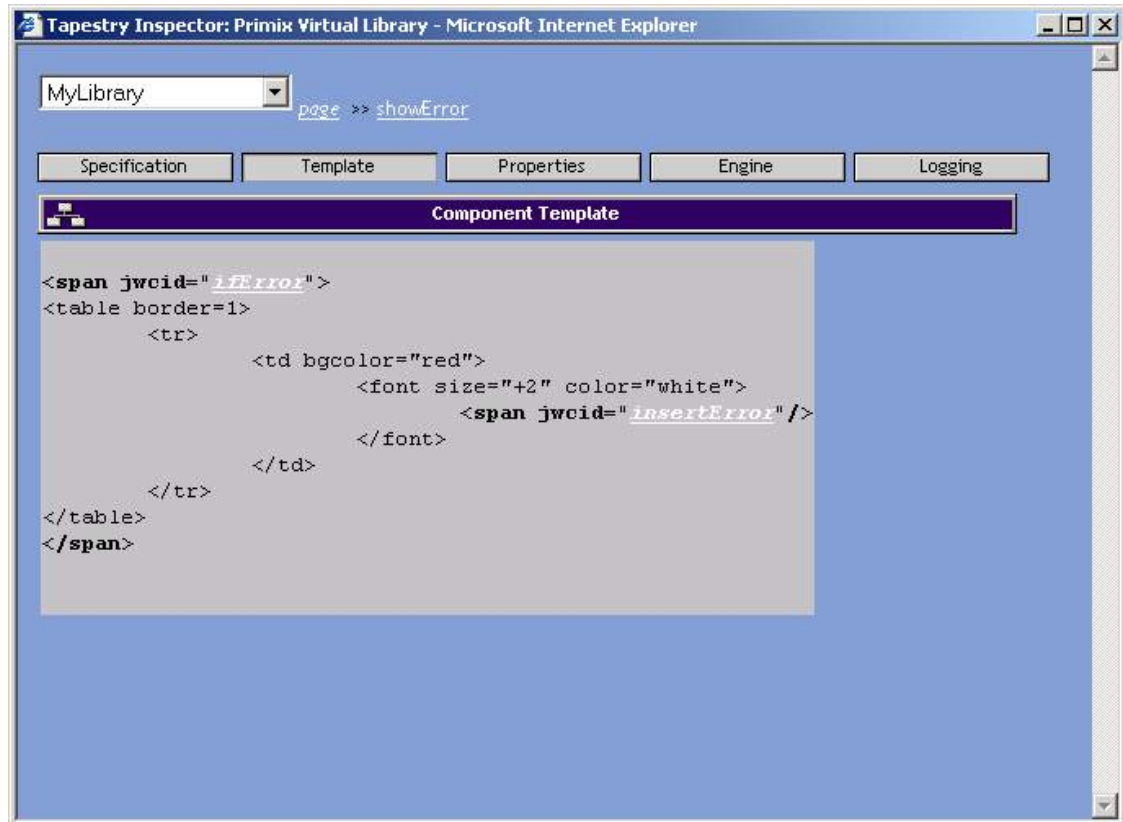 Tapestry Inspector: Primix Virtual Library - Microsoft Internet Explorer
MyLibrary
page >> showError
Specification Template Properties Engine Logging
Component Template
<span jwcid="ifError">
<table border=1>
<tr>
<td bgcolor="red">
<font size="+2" color="white">
<span jwcid="insertError"/>
</font>
</td>
</tr>
</table>
</span>